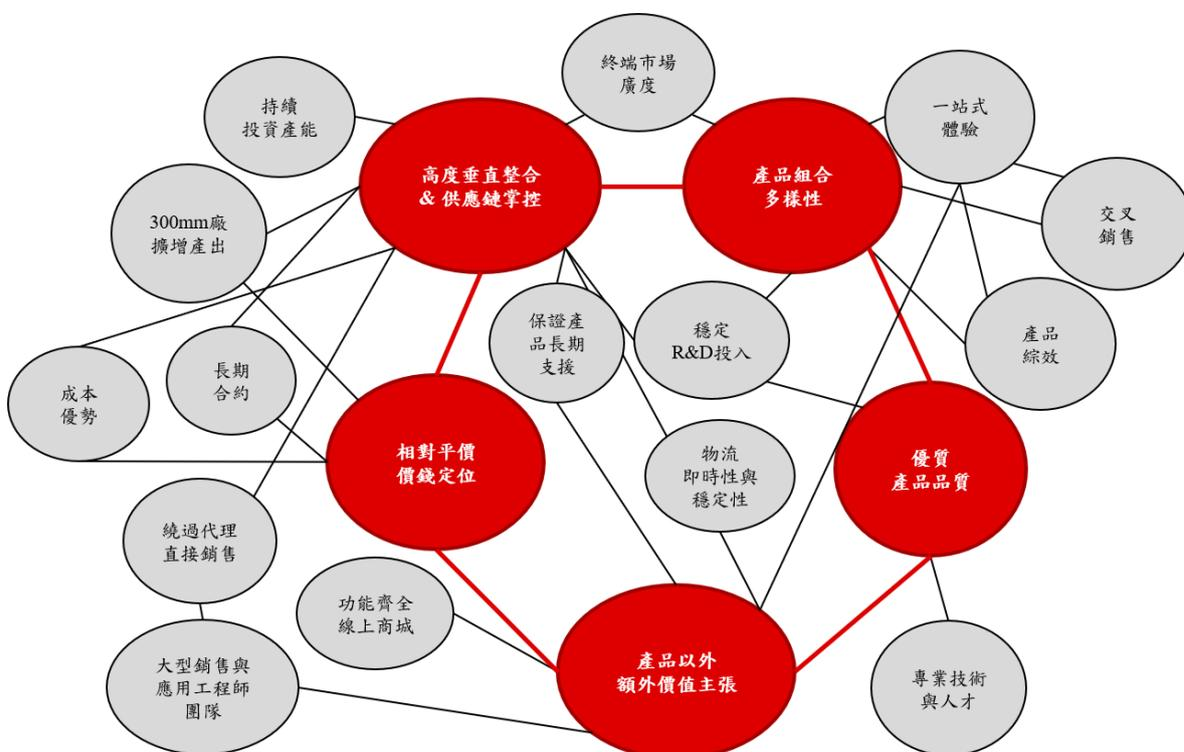 終端市場
廣度
持續
投資產能
一站式
體驗
高度垂直整合
& 供應鏈掌控
產品組合
多樣性
300mm廠
擴增產出
交叉
銷售
保證產
品長期
支援
穩定
R&D投入
產品
綜效
長期
合約
成本
優勢
相對平價
價錢定位
物流
即時性與
穩定性
優質
產品品質
繞過代理
直接銷售
功能齊全
線上商城
大型銷售與
應用工程師
團隊
產品以外
額外價值主張
專業技術
與人才